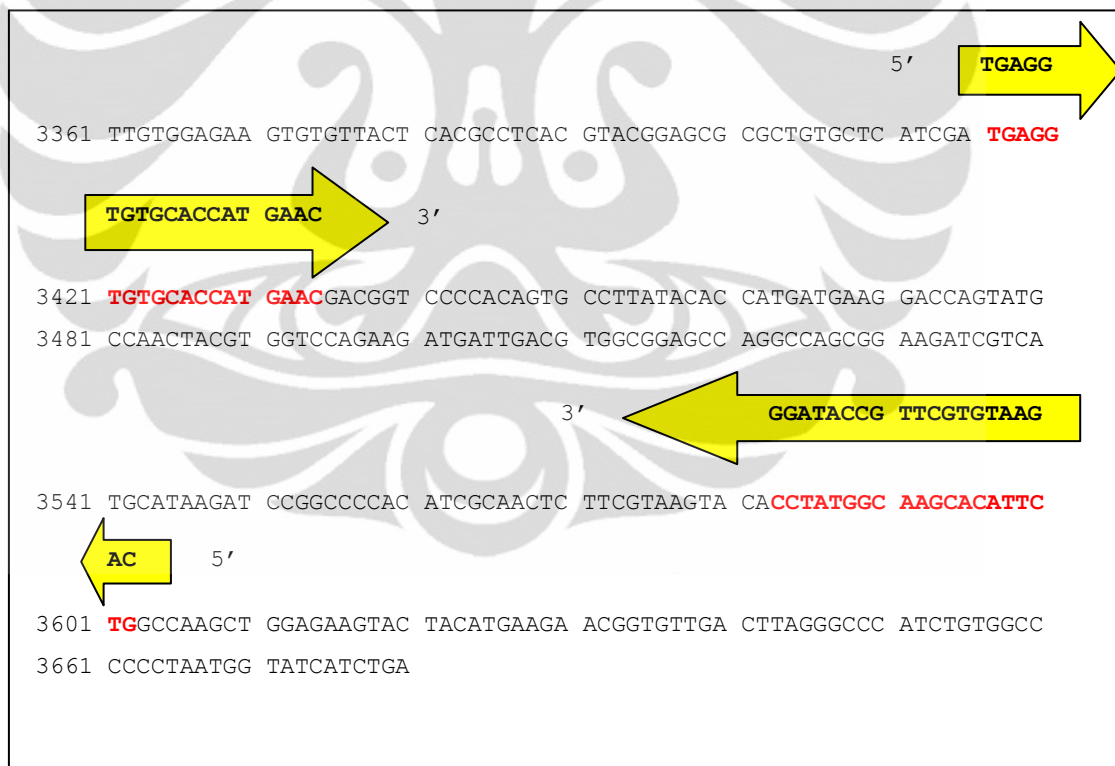 5’ TGAGG
3361 TTGTGGAGAA GTGTGTTACT CACGCCTCAC GTACGGAGCG CGCTGTGCTC ATCGA TGAGG
TGTGCACCAT GAAC 3’
3421 TGTGCACCAT GAACGACGGT CCCCACAGTG CCTTATACAC CATGATGAAG GACCAGTATG
3481 CCAACTACGT GGTCCAGAAG ATGATTGACG TGGCGGAGCC AGGCCAGCGG AAGATCGTCA
3’ GGATACCG TTCGTGTAAG
3541 TGCATAAGAT CCGGCCCCAC ATCGCAACTC TTCGTAAGTA CACCTATGGC AAGCACATTC
AC 5’
3601 TGGCCAAGCT GGAGAAGTAC TACATGAAGA ACGGTGTTGA CTTAGGGCCC ATCTGTGGCC
3661 CCCCTAATGG TATCATCTGA